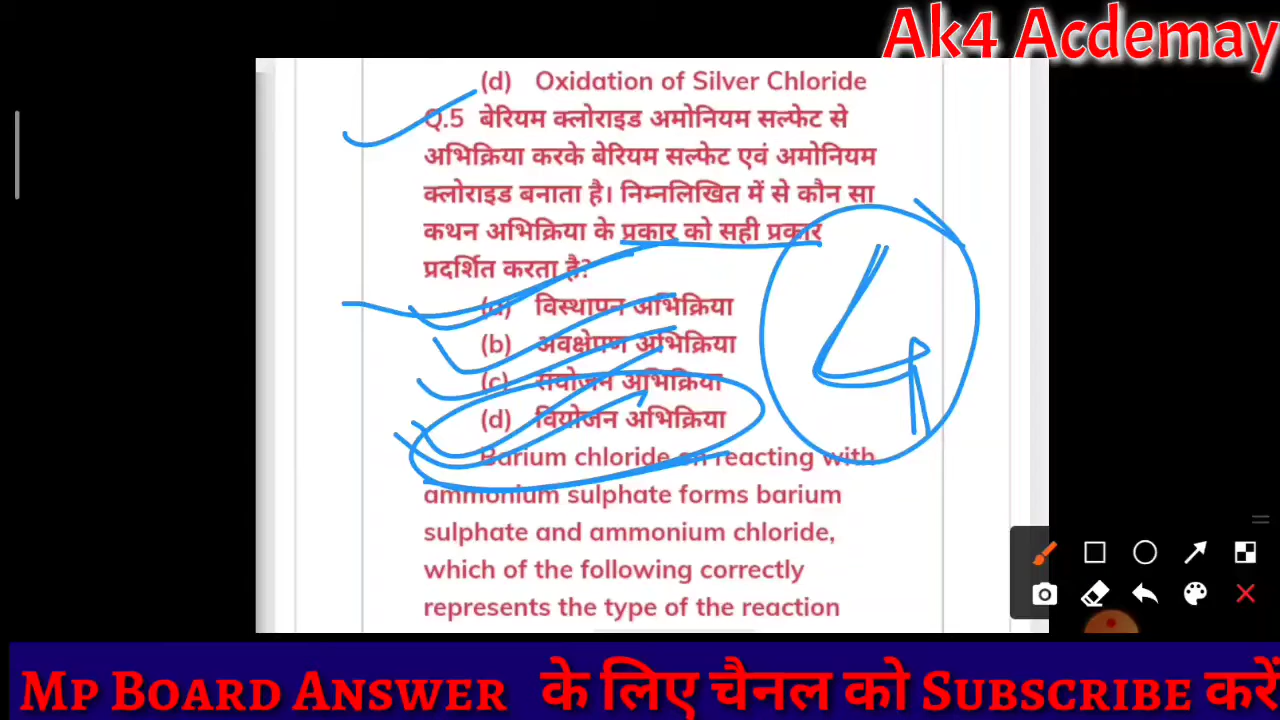 Ak4 Acdemay
(d) Oxidation of Silver Chloride
Q.5 बेरियम क्लोराइड अमोनियम सल्फेट से
अभिक्रिया करके बेरियम सल्फेट एवं अमोनियम
क्लोराइड बनाता है। निम्नलिखित में से कौन सा
कथन अभिक्रिया के प्रकार को सही प्रकार
प्रदर्शित करता है?
(a) विस्थापन अभिक्रिया
(b) अवक्षेपण अभिक्रिया
(c) संयोजन अभिक्रिया
(d) वियोजन अभिक्रिया
4
Barium chloride on reacting with
ammonium sulphate forms barium
sulphate and ammonium chloride,
which of the following correctly
represents the type of the reaction
MP BOARD ANSWER के लिए चैनल को SUBSCRIBE करें